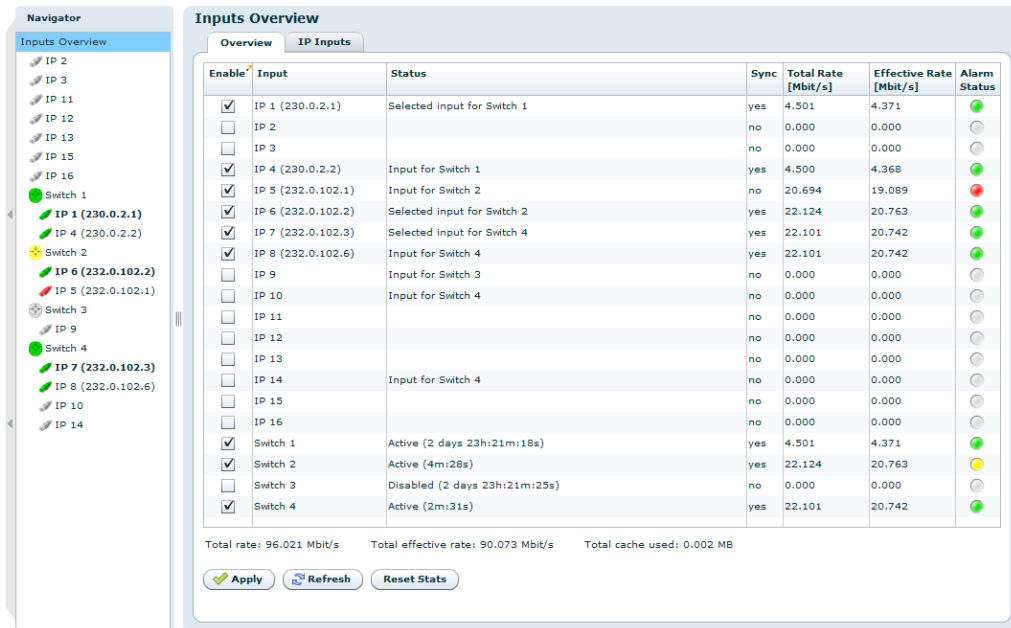 Navigator
Inputs Overview
IP 2
IP 3
IP 11
IP 12
IP 13
IP 15
IP 16
Switch 1
IP 1 (230.0.2.1)
IP 4 (230.0.2.2)
Switch 2
IP 6 (232.0.102.2)
IP 5 (232.0.102.1)
Switch 3
IP 9
Switch 4
IP 7 (232.0.102.3)
IP 8 (232.0.102.6)
IP 10
IP 14
Inputs Overview
Overview IP Inputs
Enable Input Status Sync Total Rate [Mbit/s] Effective Rate [Mbit/s] Alarm Status
IP 1 (230.0.2.1) Selected input for Switch 1 yes 4.501 4.371
IP 2 no 0.000 0.000
IP 3 no 0.000 0.000
IP 4 (230.0.2.2) Input for Switch 1 yes 4.500 4.368
IP 5 (232.0.102.1) Input for Switch 2 no 20.694 19.089
IP 6 (232.0.102.2) Selected input for Switch 2 yes 22.124 20.763
IP 7 (232.0.102.3) Selected input for Switch 4 yes 22.101 20.742
IP 8 (232.0.102.6) Input for Switch 4 yes 22.101 20.742
IP 9 Input for Switch 3 no 0.000 0.000
IP 10 Input for Switch 4 no 0.000 0.000
IP 11 no 0.000 0.000
IP 12 no 0.000 0.000
IP 13 no 0.000 0.000
IP 14 Input for Switch 4 no 0.000 0.000
IP 15 no 0.000 0.000
IP 16 no 0.000 0.000
Switch 1 Active (2 days 23h:21m:18s) yes 4.501 4.371
Switch 2 Active (4m:28s) yes 22.124 20.763
Switch 3 Disabled (2 days 23h:21m:25s) no 0.000 0.000
Switch 4 Active (2m:31s) yes 22.101 20.742
Total rate: 96.021 Mbit/s Total effective rate: 90.073 Mbit/s Total cache used: 0.002 MB
Apply Refresh Reset Stats